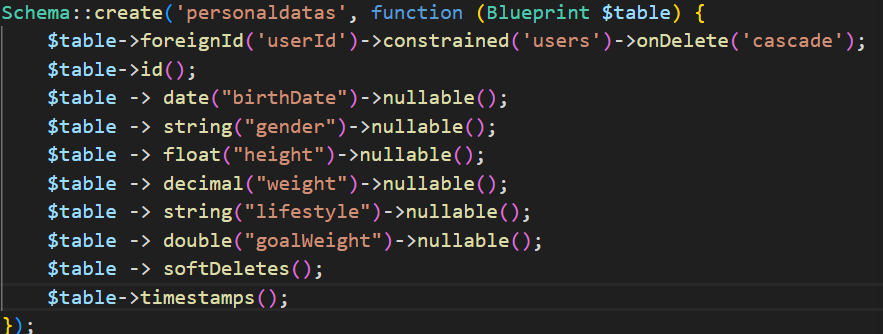 Schema::create('personaldatas', function (Blueprint $table) {
$table->foreignId('userId')->constrained('users')->onDelete('cascade');
$table->id();
$table -> date("birthDate")->nullable();
$table -> string("gender")->nullable();
$table -> float("height")->nullable();
$table -> decimal("weight")->nullable();
$table -> string("lifestyle")->nullable();
$table -> double("goalWeight")->nullable();
$table -> softDeletes();
$table->timestamps();
});